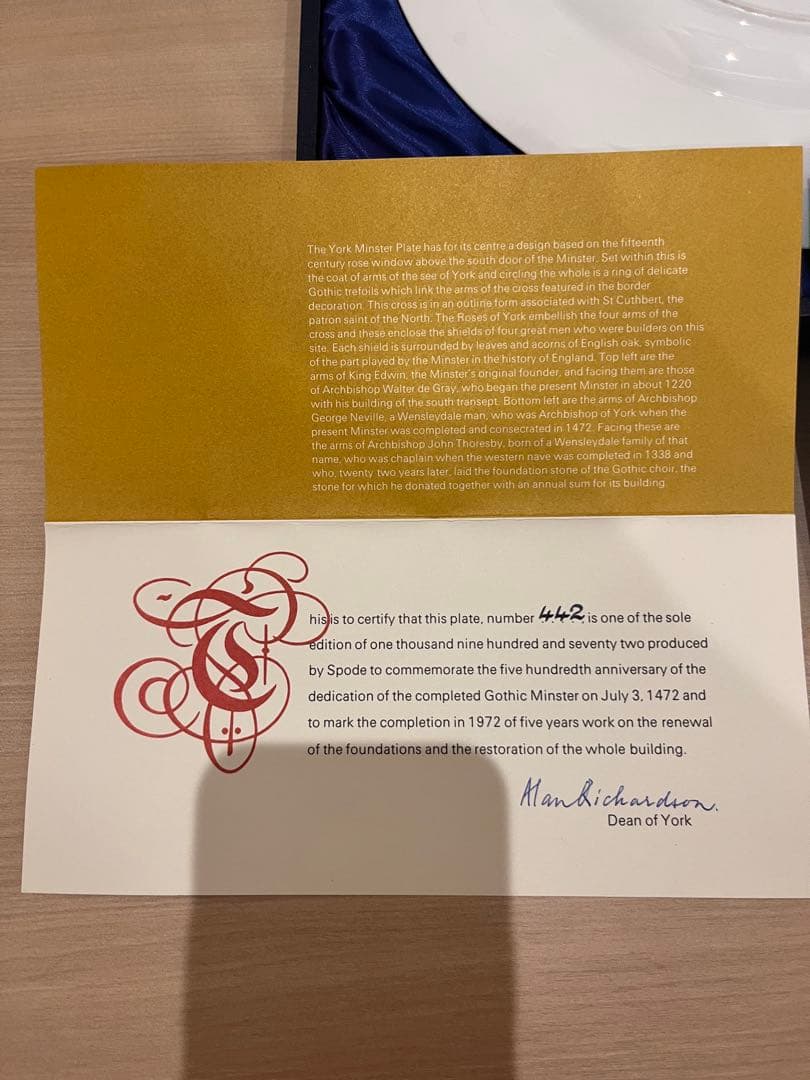 The York Minster Plate has for its centre a design based on the fifteenth
century rose window above the south door of the Minster. Set within this is
the coat of arms of the see of York and circling the whole is a ring of delicate
Gothic trefoils which link the arms of the cross featured in the border
decoration. This cross is in an outline form associated with St Cuthbert, the
patron saint of the North. The Roses of York embellish the four arms of the
cross and these enclose the shields of four great men who were builders on this
site. Each shield is surrounded by leaves and acorns of English oak, symbolic
of the part played by the Minster in the history of England. Top left are the
arms of King Edwin, the Minster's original founder, and facing them are those
of Archbishop Walter de Gray, who began the present Minster in about 1220
with his building of the south transept. Bottom left are the arms of Archbishop
George Neville, a Wensleydale man, who was Archbishop of York when the
present Minster was completed and consecrated in 1472. Facing these are
the arms of Archbishop John Thoresby, born of a Wensleydale family of that
name, who was chaplain when the western nave was completed in 1338 and
who, twenty two years later, laid the foundation stone of the Gothic choir, the
stone for which he donated together with an annual sum for its building.
This is to certify that this plate, number 442, is one of the sole
edition of one thousand nine hundred and seventy two produced
by Spode to commemorate the five hundredth anniversary of the
dedication of the completed Gothic Minster on July 3, 1472 and
to mark the completion in 1972 of five years work on the renewal
of the foundations and the restoration of the whole building.
Alan Richardson.
Dean of York